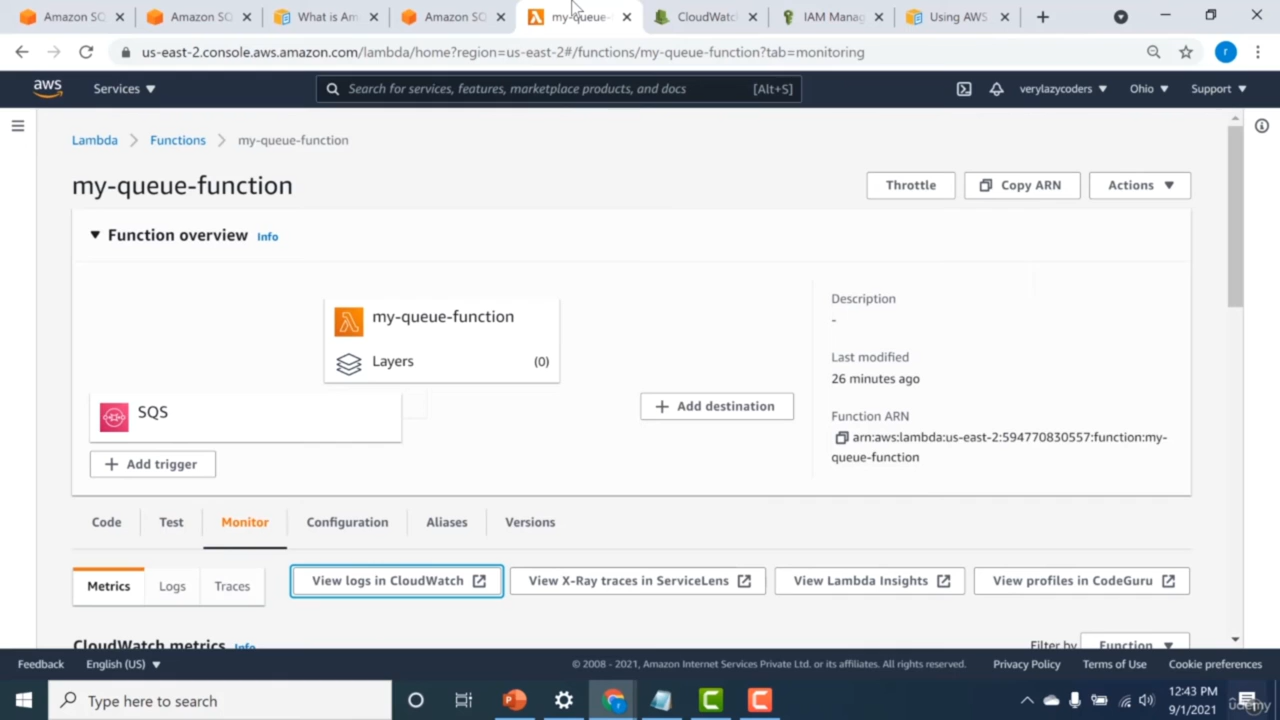 Amazon SQ
Amazon SQ
What is Am
Amazon SQ
my-queue-
CloudWatc
IAM Manag
Using AWS
us-east-2.console.aws.amazon.com/lambda/home?region=us-east-2#/functions/my-queue-function?tab=monitoring
r
aws
Services
Search for services, features, marketplace products, and docs
[Alt+S]
verylazycoders
Ohio
Support
Lambda
Functions
my-queue-function
my-queue-function
Throttle
Copy ARN
Actions
Function overview
Info
my-queue-function
Layers
(0)
SQS
+ Add trigger
+ Add destination
Description
-
Last modified
26 minutes ago
Function ARN
arn:aws:lambda:us-east-2:594770830557:function:my-
queue-function
Code
Test
Monitor
Configuration
Aliases
Versions
Metrics
Logs
Traces
View logs in CloudWatch
View X-Ray traces in ServiceLens
View Lambda Insights
View profiles in CodeGuru
CloudWatch metrics
Info
Filter by
Function
Feedback
English (US)
© 2008 - 2021, Amazon Internet Services Private Ltd. or its affiliates. All rights reserved.
Privacy Policy
Terms of Use
Cookie preferences
Type here to search
12:43 PM
9/1/2021
udemy